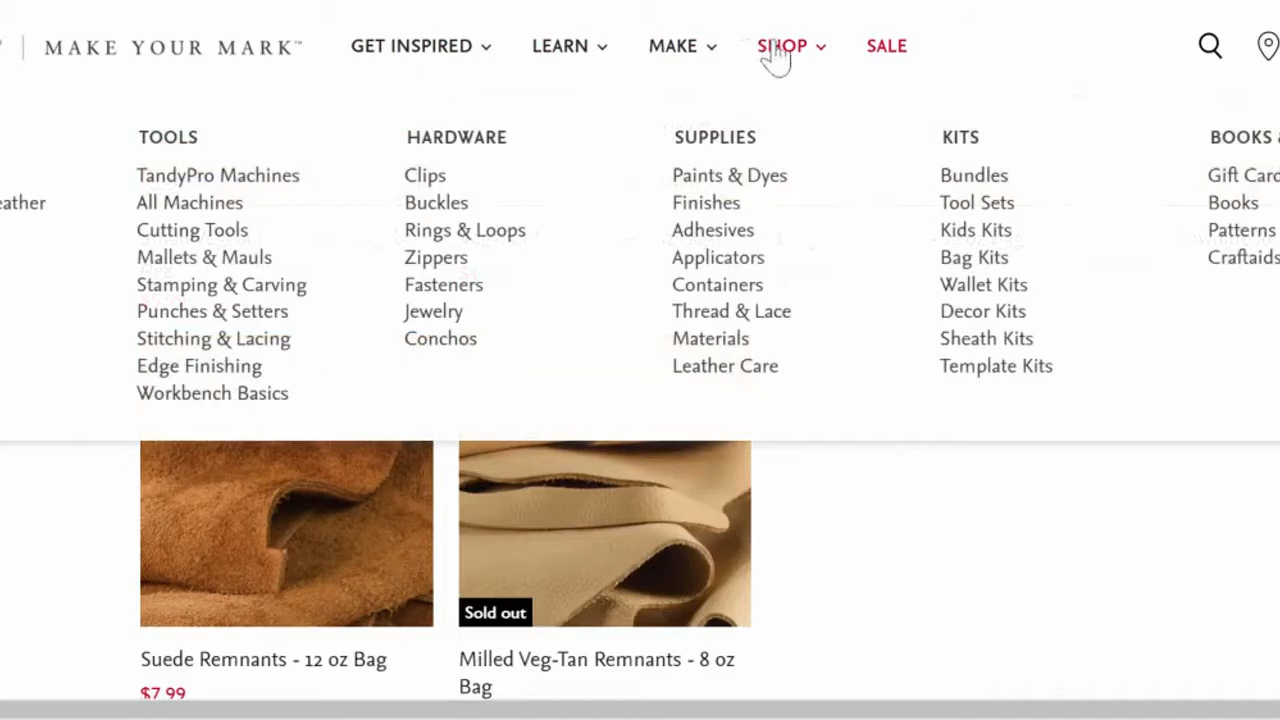 MAKE YOUR MARK™
GET INSPIRED
LEARN
MAKE
SHOP
SALE
TOOLS
TandyPro Machines
All Machines
Cutting Tools
Mallets & Mauls
Stamping & Carving
Punches & Setters
Stitching & Lacing
Edge Finishing
Workbench Basics
HARDWARE
Clips
Buckles
Rings & Loops
Zippers
Fasteners
Jewelry
Conchos
SUPPLIES
Paints & Dyes
Finishes
Adhesives
Applicators
Containers
Thread & Lace
Materials
Leather Care
KITS
Bundles
Tool Sets
Kids Kits
Bag Kits
Wallet Kits
Decor Kits
Sheath Kits
Template Kits
BOOKS &
Gift Card
Books
Patterns
Craftaids
eather
Sold out
Suede Remnants - 12 oz Bag
$7.99
Milled Veg-Tan Remnants - 8 oz
Bag